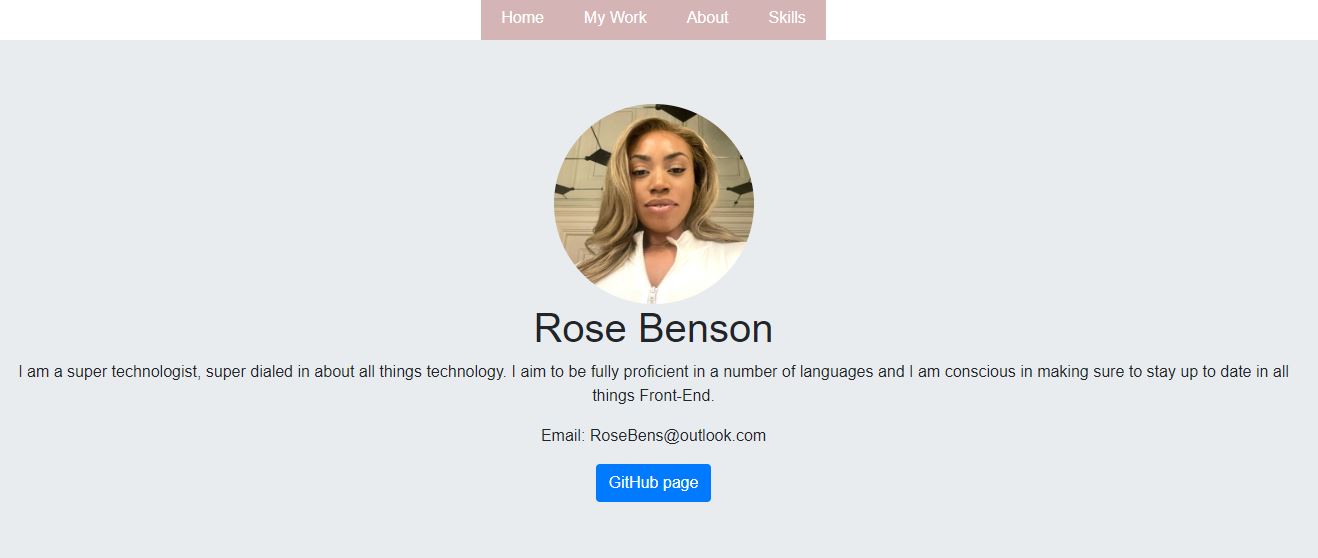 Home My Work About Skills
Rose Benson
I am a super technologist, super dialed in about all things technology. I aim to be fully proficient in a number of languages and I am conscious in making sure to stay up to date in all
things Front-End.
Email: RoseBens@outlook.com
GitHub page